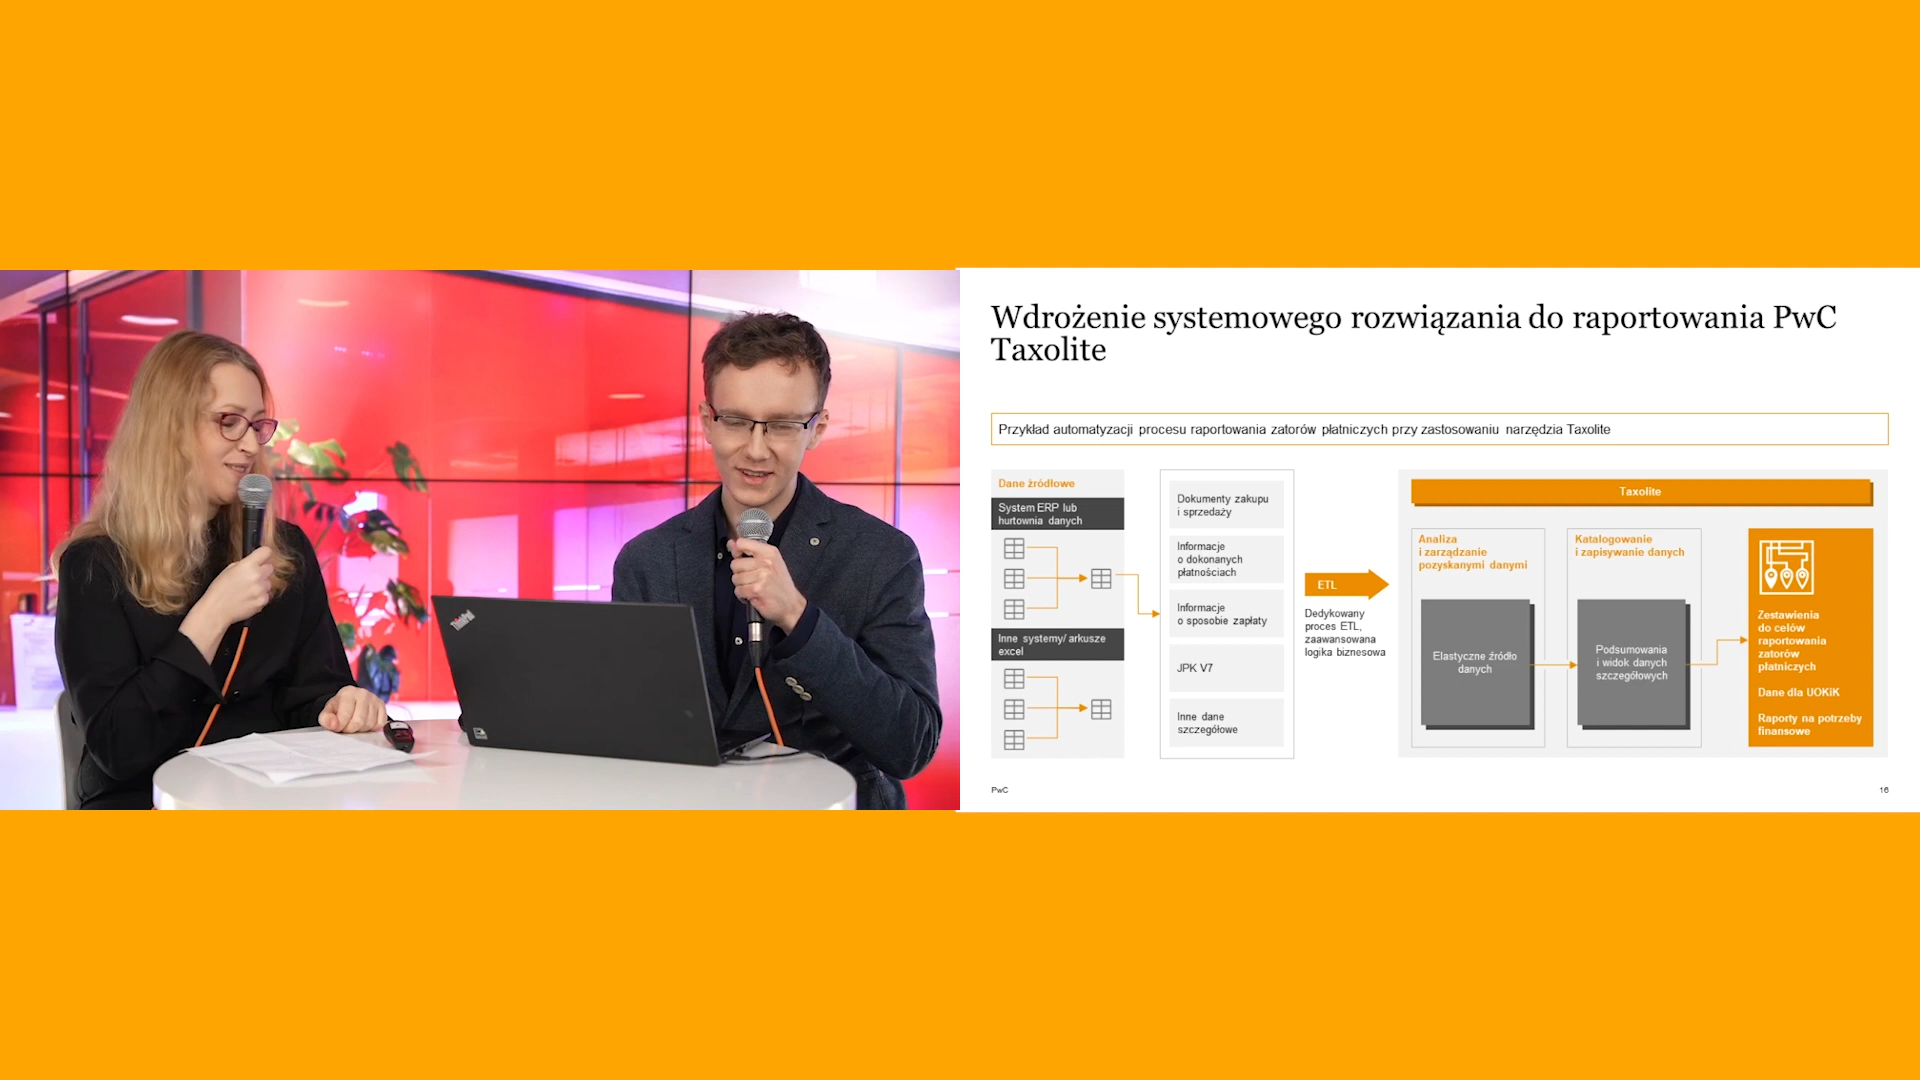 ThinkPad
Wdrożenie systemowego rozwiązania do raportowania PwC
Taxolite
Przykład automatyzacji procesu raportowania zatorów płatniczych przy zastosowaniu narzędzia Taxolite
Dane źródłowe
System ERP lub
hurtownia danych
Inne systemy/ arkusze
excel
Dokumenty zakupu
i sprzedaży
Informacje
o dokonanych
płatnościach
Informacje
o sposobie zapłaty
JPK V7
Inne dane
szczegółowe
ETL
Dedykowany
proces ETL,
zaawansowana
logika biznesowa
Taxolite
Analiza
i zarządzanie
pozyskanymi danymi
Elastyczne źródło
danych
Katalogowanie
i zapisywanie danych
Podsumowania
i widok danych
szczegółowych
Zestawienia
do celów
raportowania
zatorów
płatniczych
Dane dla UOKiK
Raporty na potrzeby
finansowe
PwC
16